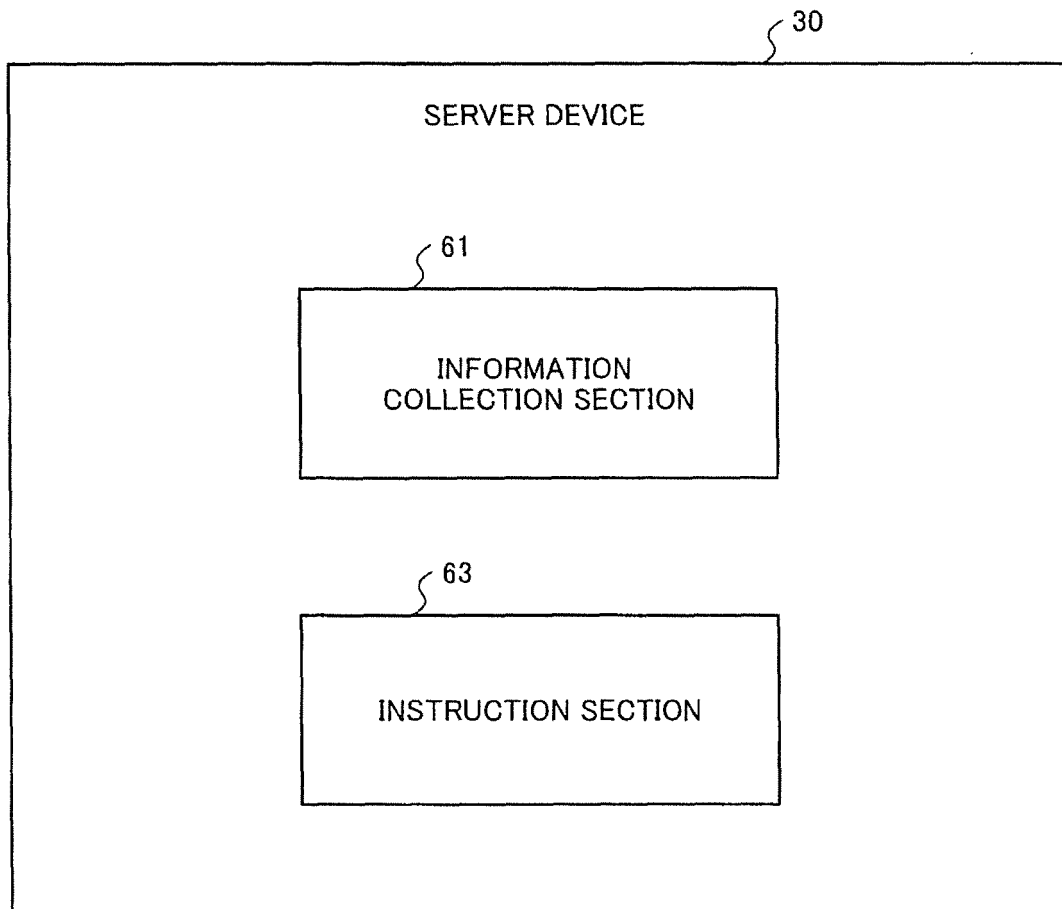 30
SERVER DEVICE
61
INFORMATION
COLLECTION SECTION
63
INSTRUCTION SECTION